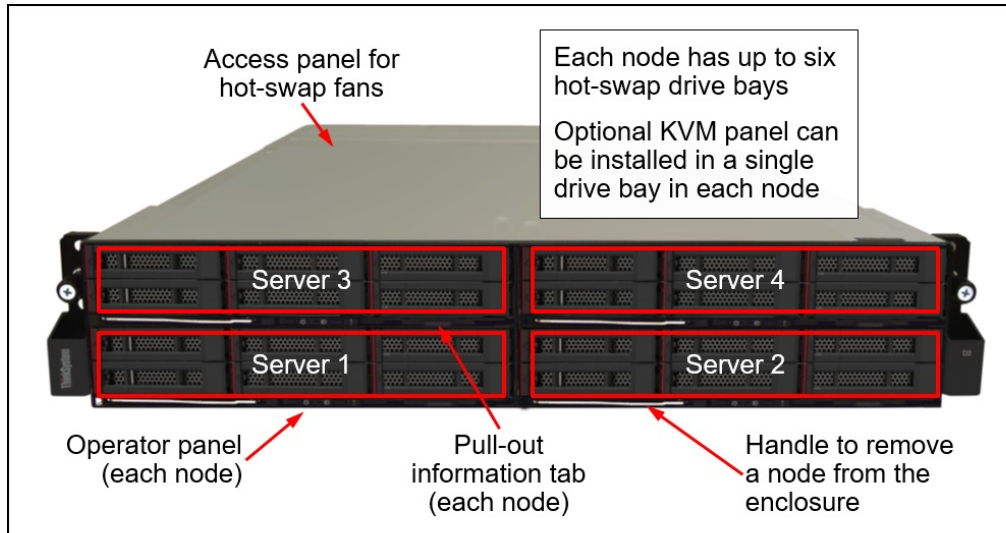 Access panel for
hot-swap fans
Each node has up to six
hot-swap drive bays
Optional KVM panel can
be installed in a single
drive bay in each node
Server 3
Server 4
Server 1
Server 2
ThinkSystem
D2
Operator panel
(each node)
Pull-out
information tab
(each node)
Handle to remove
a node from the
enclosure